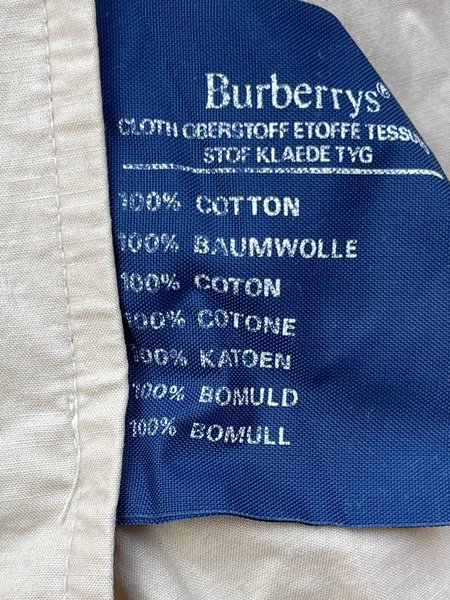 Burberrys®
CLOTH OBERSTOFF ETOFFE TESSUTO
STOF KLAEDE TYG
100% COTTON
100% BAUMWOLLE
100% COTON
100% COTONE
100% KATOEN
100% BOMULD
100% BOMULL